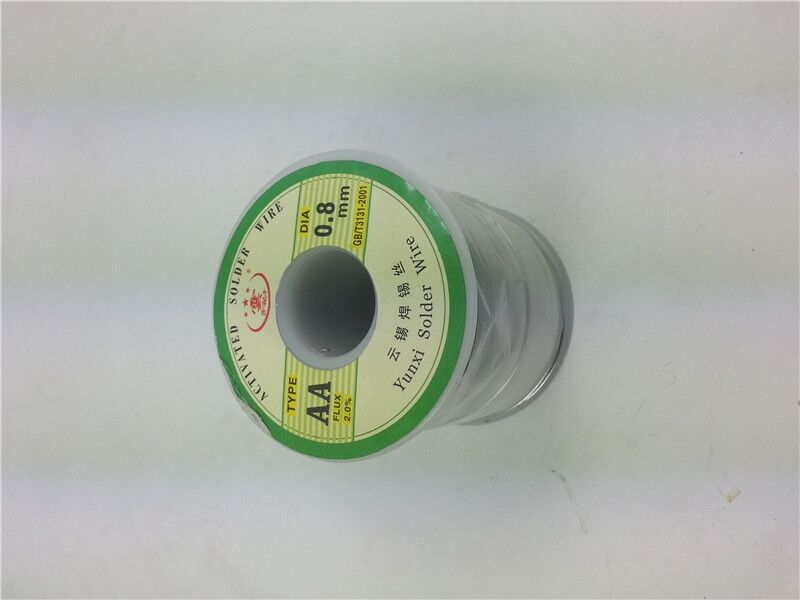 ACTIVATED SOLDER WIRE
DIA
0.8
mm
GB/T3131-2001
TYPE
AA
FLUX
2.0%
云锡焊锡丝
Yunxi Solder Wire